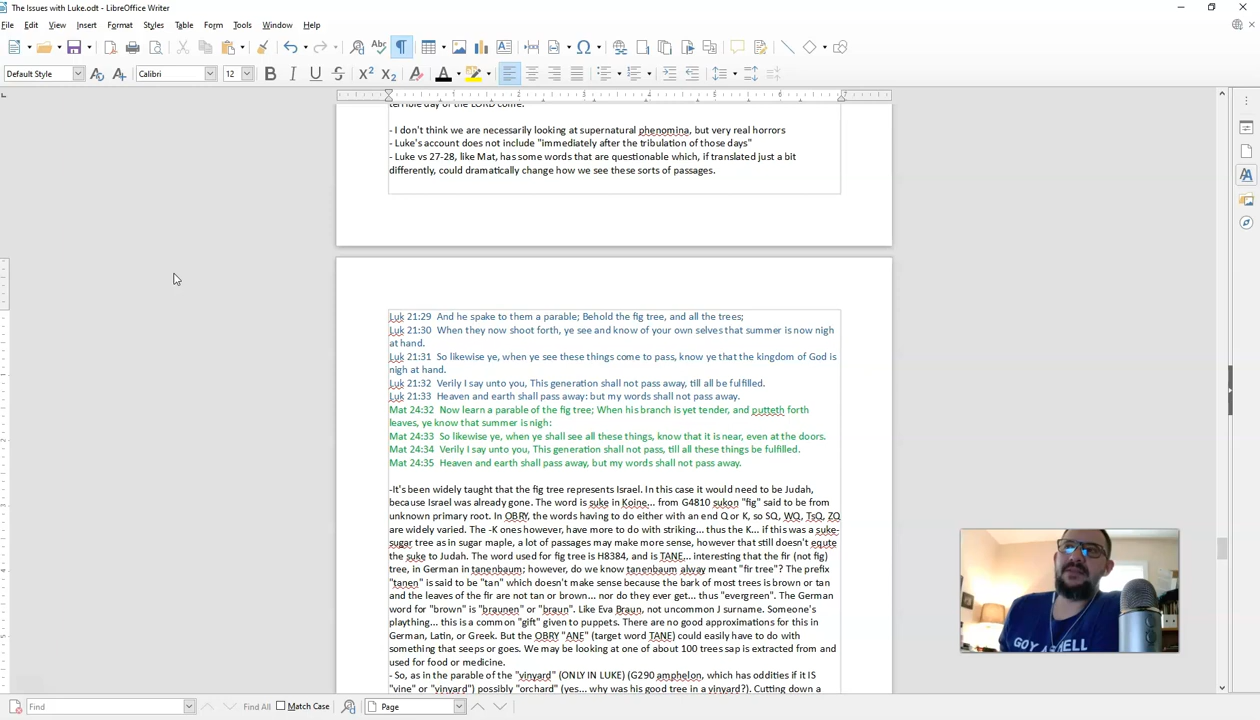 The Issues with Luke.odt - LibreOffice Writer
File Edit View Insert Format Styles Table Form Tools Window Help
Default Style Calibri 12
1 2 3 4 5 6 7
terrible day of the LORD come.
- I don't think we are necessarily looking at supernatural phenomina, but very real horrors
- Luke's account does not include "immediately after the tribulation of those days"
- Luke vs 27-28, like Mat, has some words that are questionable which, if translated just a bit
differently, could dramatically change how we see these sorts of passages.
Luk 21:29 And he spake to them a parable; Behold the fig tree, and all the trees;
Luk 21:30 When they now shoot forth, ye see and know of your own selves that summer is now nigh
at hand.
Luk 21:31 So likewise ye, when ye see these things come to pass, know ye that the kingdom of God is
nigh at hand.
Luk 21:32 Verily I say unto you, This generation shall not pass away, till all be fulfilled.
Luk 21:33 Heaven and earth shall pass away: but my words shall not pass away.
Mat 24:32 Now learn a parable of the fig tree; When his branch is yet tender, and putteth forth
leaves, ye know that summer is nigh:
Mat 24:33 So likewise ye, when ye shall see all these things, know that it is near, even at the doors.
Mat 24:34 Verily I say unto you, This generation shall not pass, till all these things be fulfilled.
Mat 24:35 Heaven and earth shall pass away, but my words shall not pass away.
-It's been widely taught that the fig tree represents Israel. In this case it would need to be Judah,
because Israel was already gone. The word is suke in Koine... from G4810 sukon "fig" said to be from
unknown primary root. In OBRY, the words having to do either with an end Q or K, so SQ, WQ, TsQ, ZQ
are widely varied. The -K ones however, have more to do with striking... thus the K... if this was a suke-
sugar tree as in sugar maple, a lot of passages may make more sense, however that still doesn't equte
the suke to Judah. The word used for fig tree is H8384, and is TANE... interesting that the fir (not fig)
tree, in German in tanenbaum; however, do we know tanenbaum alway meant "fir tree"? The prefix
"tanen" is said to be "tan" which doesn't make sense because the bark of most trees is brown or tan
and the leaves of the fir are not tan or brown... nor do they ever get... thus "evergreen". The German
word for "brown" is "braunen" or "braun". Like Eva Braun, not uncommon J surname. Someone's
plaything... this is a common "gift" given to puppets. There are no good approximations for this in
German, Latin, or Greek. But the OBRY "ANE" (target word TANE) could easily have to do with
something that seeps or goes. We may be looking at one of about 100 trees sap is extracted from and
used for food or medicine.
- So, as in the parable of the "vinyard" (ONLY IN LUKE) (G290 amphelon, which has oddities if it IS
"vine" or "vinyard") possibly "orchard" (yes... why was his good tree in a vinyard?). Cutting down a
Find Find All Match Case Page